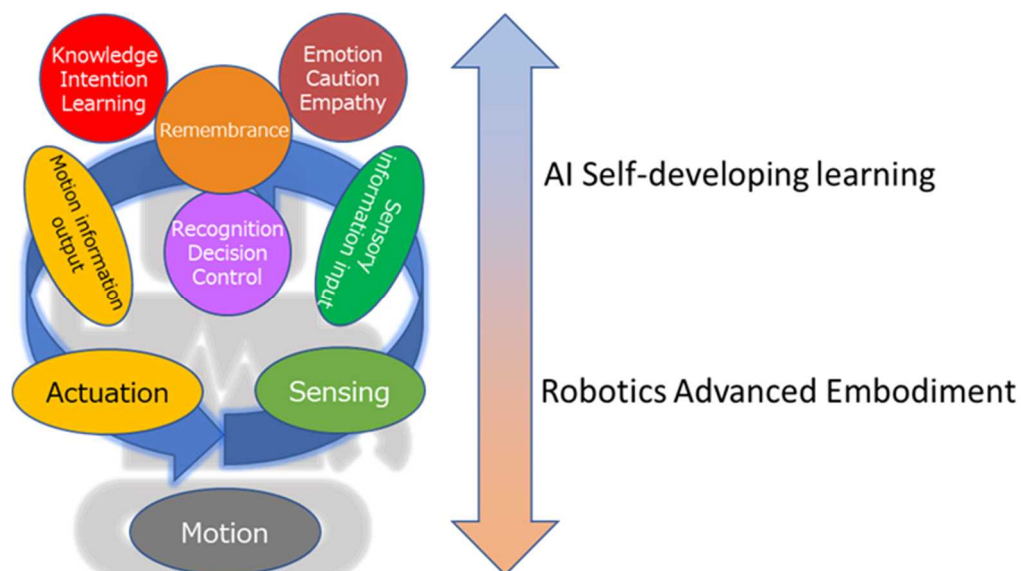 Knowledge
Intention
Learning
Emotion
Caution
Empathy
Remembrance
Motion information
output
Recognition
Decision
Control
Sensory
information input
Actuation
Sensing
Motion
AI Self-developing learning
Robotics Advanced Embodiment